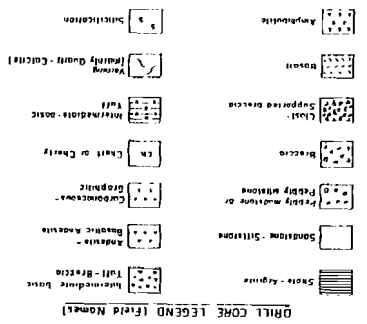 DRILL CORE LEGEND (Field Names)
Shale - Argillite
Sandstone - Siltstone
Pebbly mudstone or
Pebbly siltstone
Breccia
Clast -
Supported breccia
Basalt
Amphibolite
Intermediate basic
Tuff - Breccia
Andesite -
Basaltic Andesite
Carbonaceous -
Graphitic
Ch
Chert or Cherty
Intermediate-basic
Tuff
Veining
(mainly Quartz - Calcite)
S S
Silicification